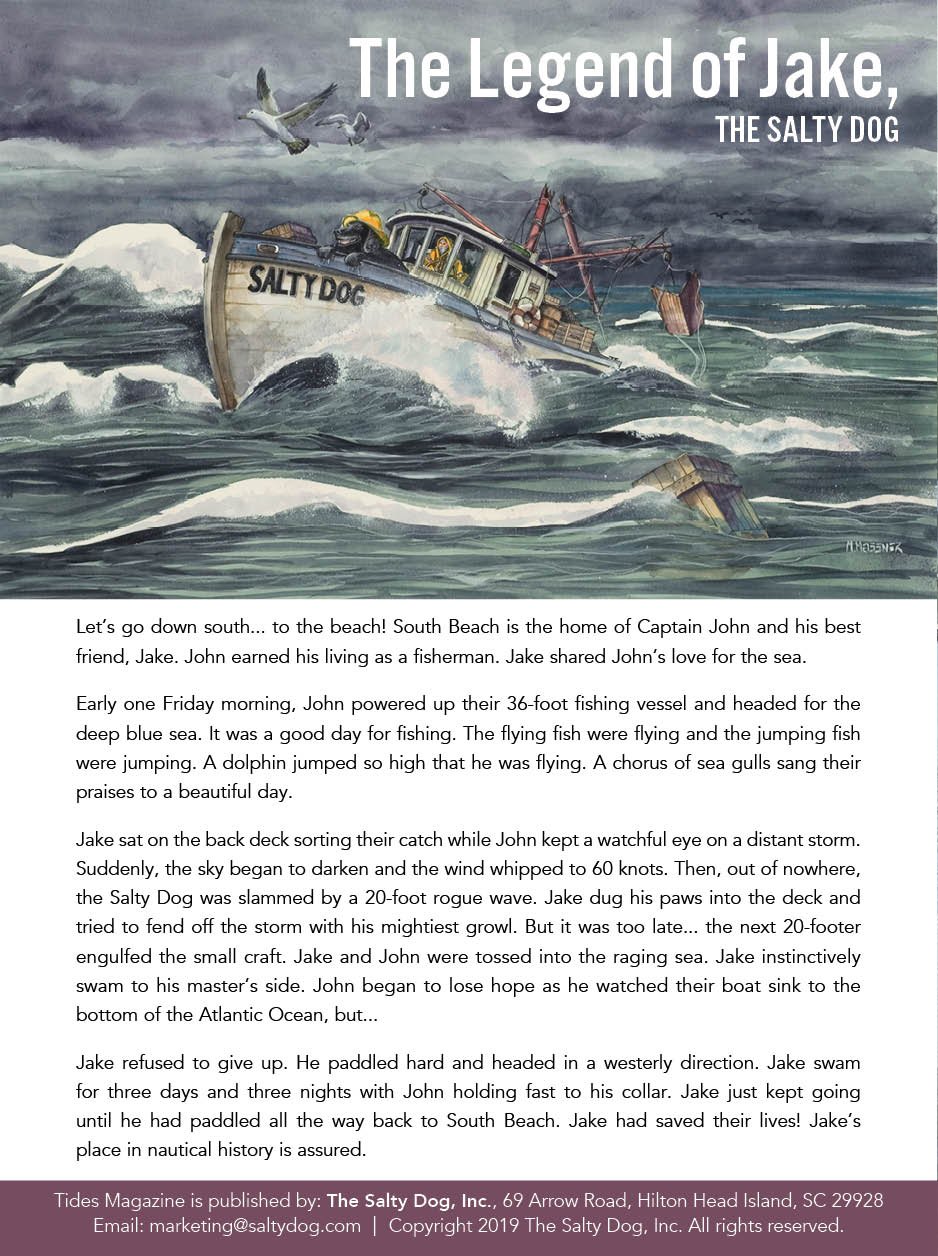 The Legend of Jake,
THE SALTY DOG
SALTY DOG
M.MEISSNER
Let’s go down south... to the beach! South Beach is the home of Captain John and his best
friend, Jake. John earned his living as a fisherman. Jake shared John’s love for the sea.
Early one Friday morning, John powered up their 36-foot fishing vessel and headed for the
deep blue sea. It was a good day for fishing. The flying fish were flying and the jumping fish
were jumping. A dolphin jumped so high that he was flying. A chorus of sea gulls sang their
praises to a beautiful day.
Jake sat on the back deck sorting their catch while John kept a watchful eye on a distant storm.
Suddenly, the sky began to darken and the wind whipped to 60 knots. Then, out of nowhere,
the Salty Dog was slammed by a 20-foot rogue wave. Jake dug his paws into the deck and
tried to fend off the storm with his mightiest growl. But it was too late... the next 20-footer
engulfed the small craft. Jake and John were tossed into the raging sea. Jake instinctively
swam to his master’s side. John began to lose hope as he watched their boat sink to the
bottom of the Atlantic Ocean, but...
Jake refused to give up. He paddled hard and headed in a westerly direction. Jake swam
for three days and three nights with John holding fast to his collar. Jake just kept going
until he had paddled all the way back to South Beach. Jake had saved their lives! Jake’s
place in nautical history is assured.
Tides Magazine is published by: The Salty Dog, Inc., 69 Arrow Road, Hilton Head Island, SC 29928
Email: marketing@saltydog.com | Copyright 2019 The Salty Dog, Inc. All rights reserved.